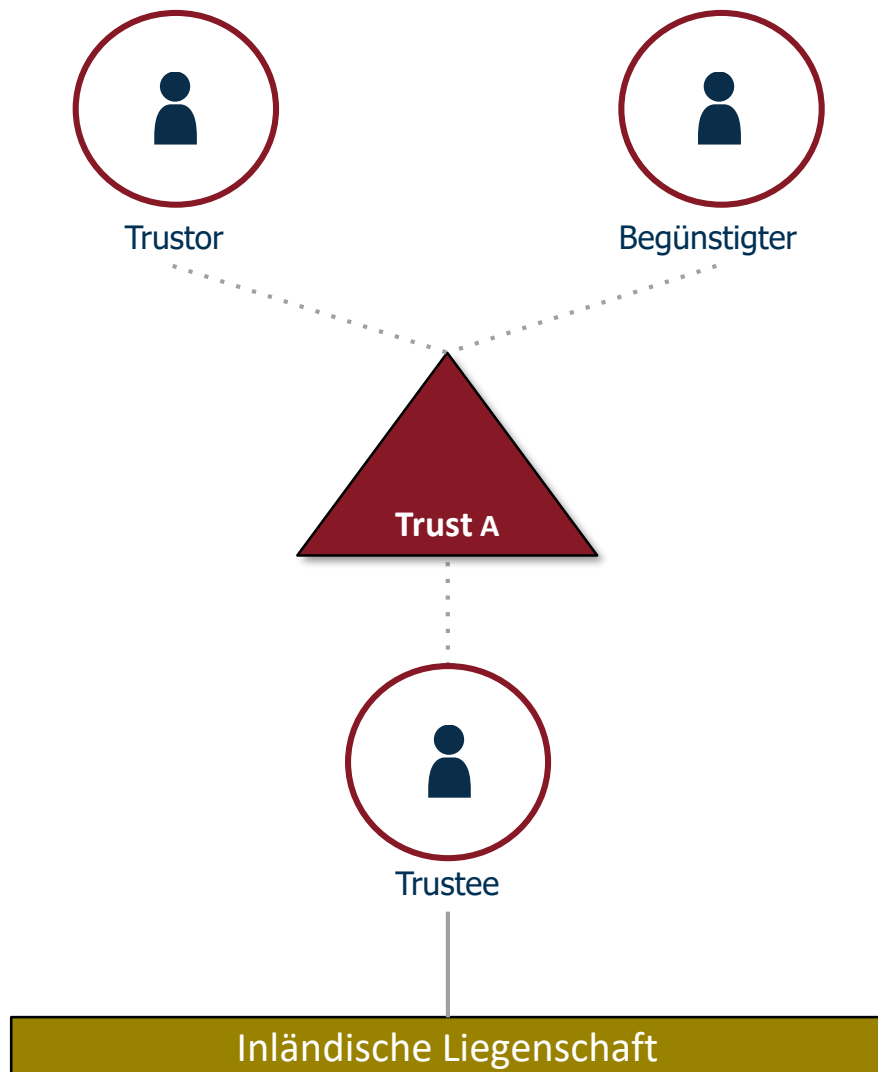 Trustor
Begünstigter
Trust A
Trustee
Inländische Liegenschaft